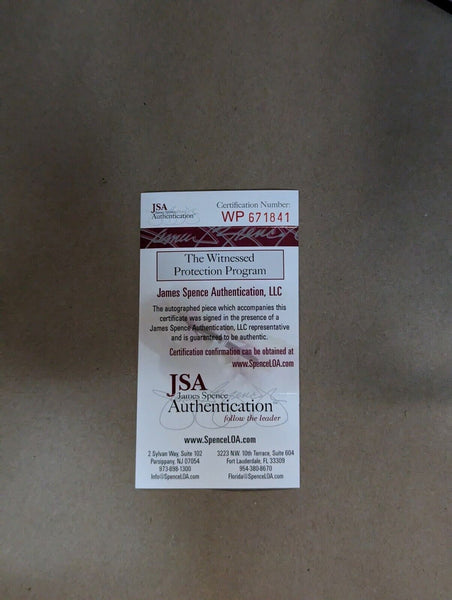 JSA
James Spence
Authentication
Certification Number:
WP 671841
The Witnessed
Protection Program
James Spence Authentication, LLC
The autographed piece which accompanies this
certificate was signed in the presence of a
James Spence Authentication, LLC representative
and is guaranteed to be authentic.
Certification confirmation can be obtained at
www.SpenceLOA.com
JSA
James Spence
Authentication
follow the leader
www.SpenceLOA.com
2 Sylvan Way, Suite 102
Parsippany, NJ 07054
973-898-1300
Info@SpenceLOA.com
3223 N.W. 10th Terrace, Suite 604
Fort Lauderdale, FL 33309
954-380-8670
Florida@SpenceLOA.com